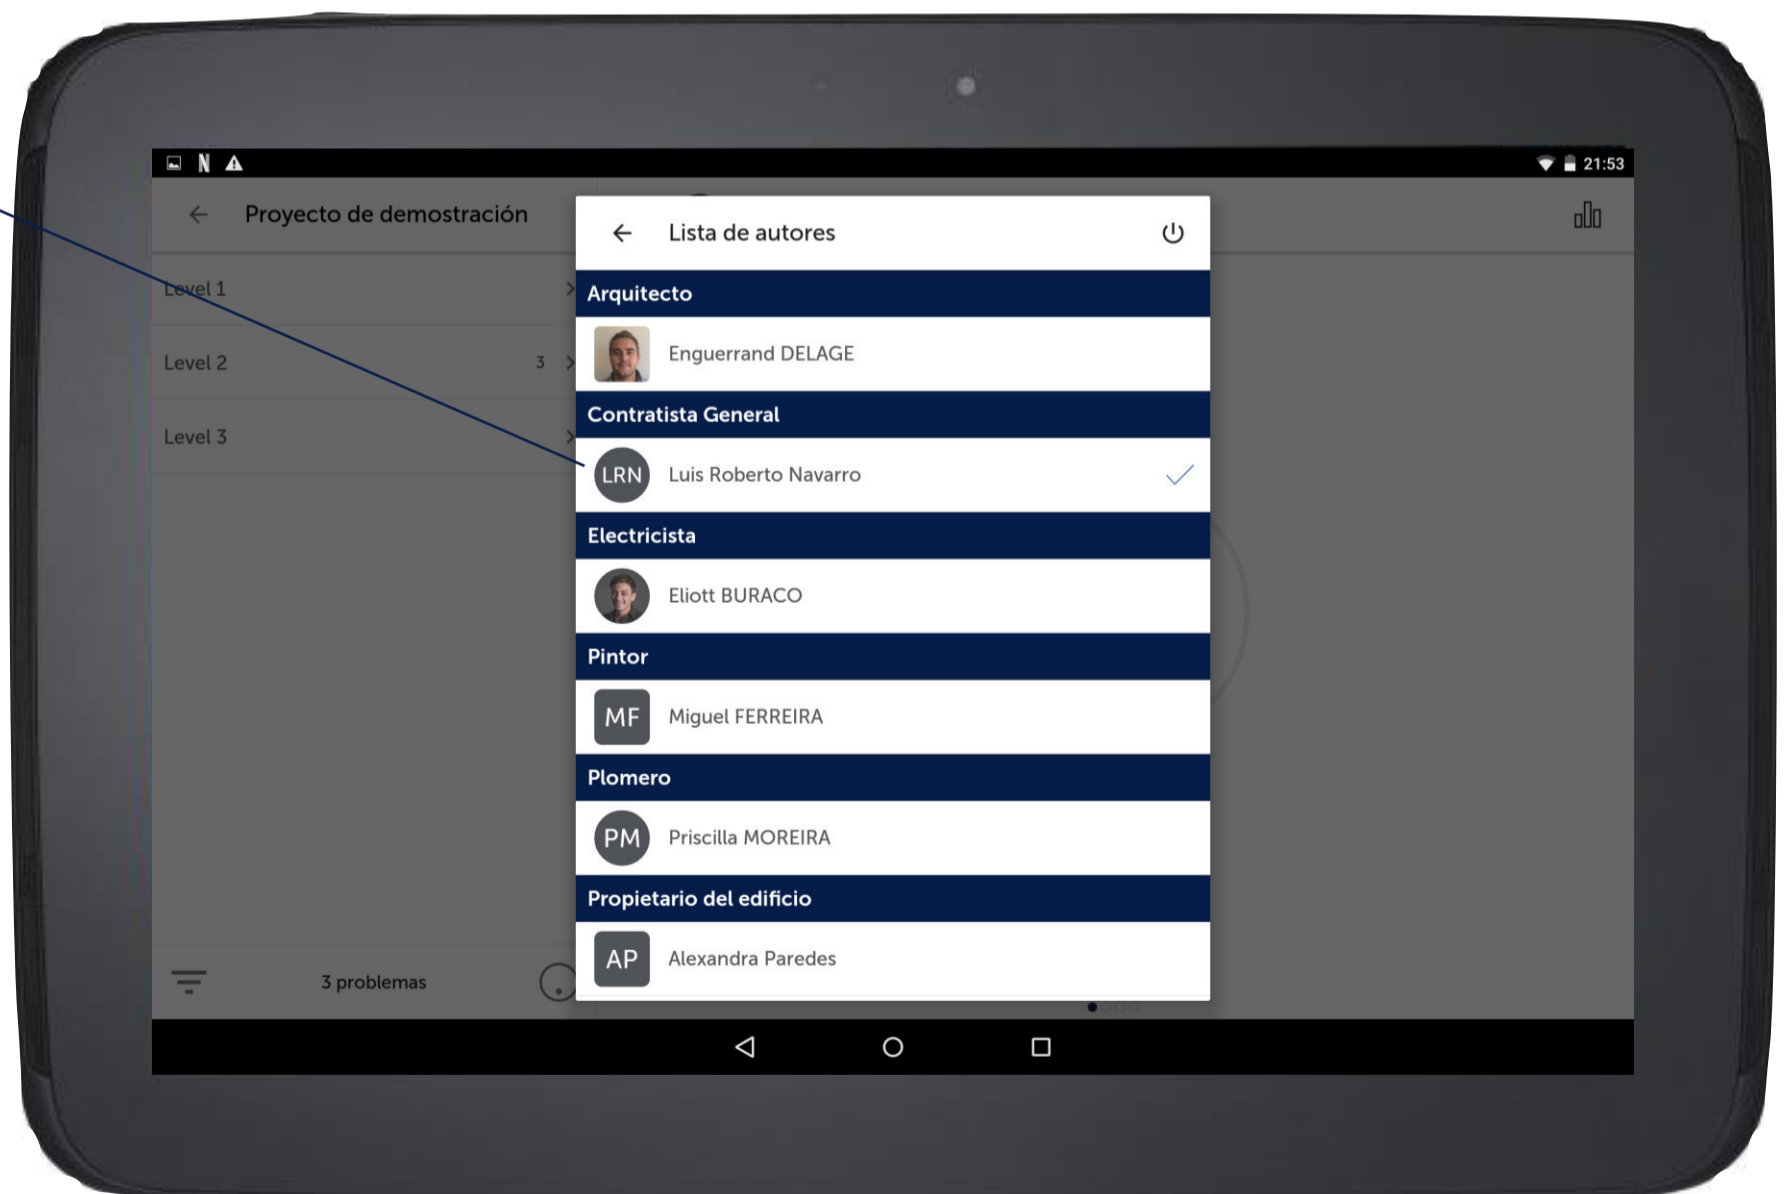 21:53
Proyecto de demostración
Level 1
Level 2 3
Level 3
3 problemas
Lista de autores
Arquitecto
Enguerrand DELAGE
Contratista General
LRN Luis Roberto Navarro
Electricista
Eliott BURACO
Pintor
MF Miguel FERREIRA
Plomero
PM Priscilla MOREIRA
Propietario del edificio
AP Alexandra Paredes